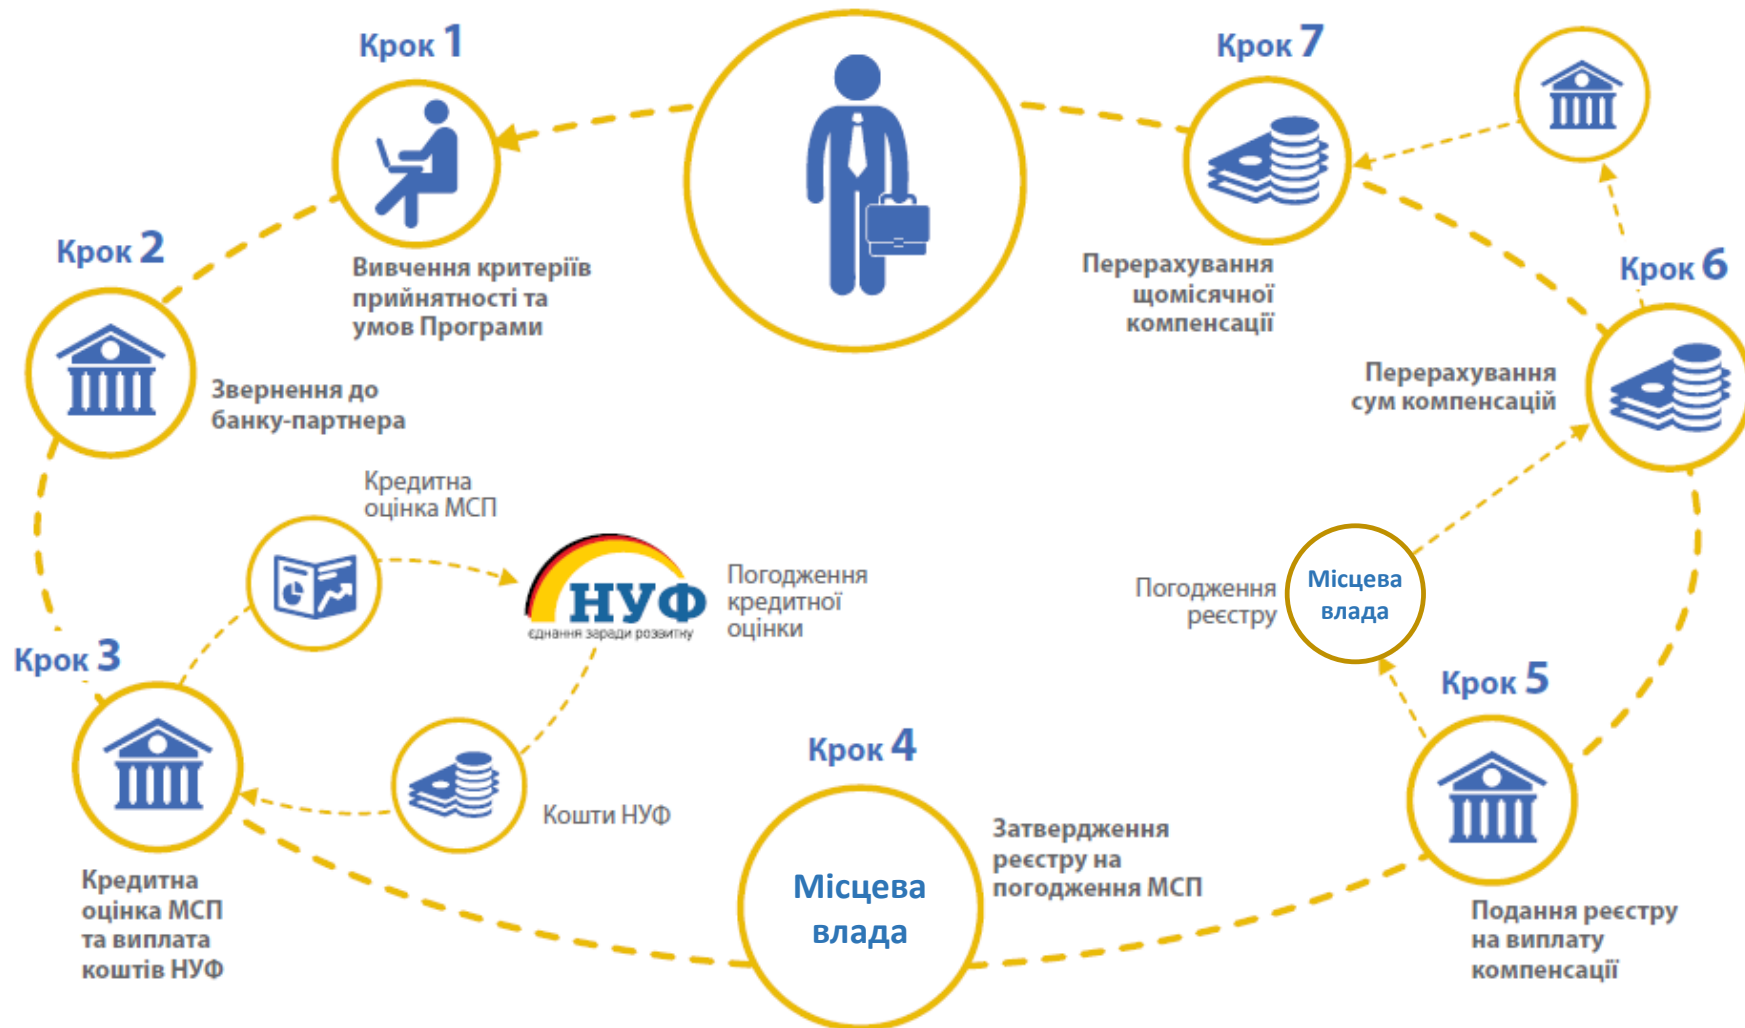 Крок 1
Вивчення критеріїв
прийнятності та
умов Програми
Крок 2
Звернення до
банку-партнера
Крок 3
Кредитна
оцінка МСП
та виплата
коштів НУФ
Кредитна
оцінка МСП
НУФ
єднання заради розвитку
Погодження
кредитної
оцінки
Кошти НУФ
Крок 4
Місцева
влада
Затвердження
реєстру на
погодження МСП
Крок 5
Подання реєстру
на виплату
компенсації
Погодження
реєстру
Місцева
влада
Крок 6
Перерахування
сум компенсацій
Крок 7
Перерахування
щомісячної
компенсації